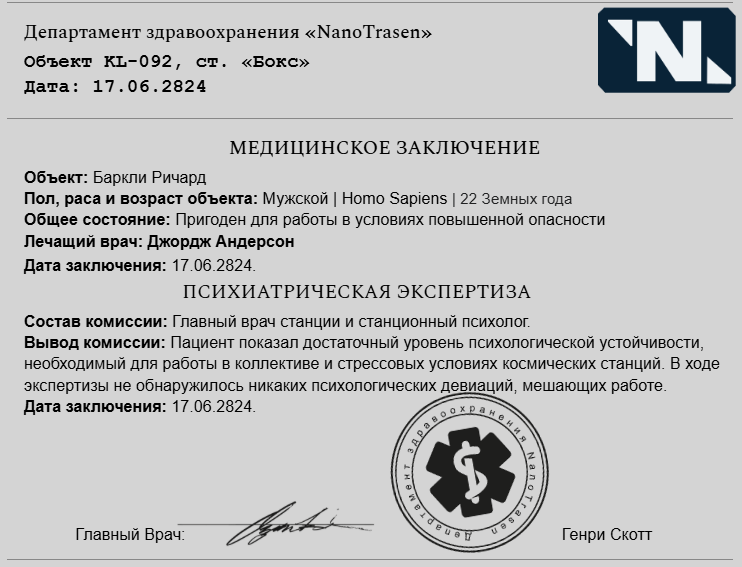 Департамент здравоохранения «NanoTrasen»
Объект KL-092, ст. «Бокс»
Дата: 17.06.2824
N
МЕДИЦИНСКОЕ ЗАКЛЮЧЕНИЕ
Объект: Баркли Ричард
Пол, раса и возраст объекта: Мужской | Homo Sapiens | 22 Земных года
Общее состояние: Пригоден для работы в условиях повышенной опасности
Лечащий врач: Джордж Андерсон
Дата заключения: 17.06.2824.
ПСИХИАТРИЧЕСКАЯ ЭКСПЕРТИЗА
Состав комиссии: Главный врач станции и станционный психолог.
Вывод комиссии: Пациент показал достаточный уровень психологической устойчивости,
необходимый для работы в коллективе и стрессовых условиях космических станций. В ходе
экспертизы не обнаружилось никаких психологических девиаций, мешающих работе.
Дата заключения: 17.06.2824.
Департамент здравоохранения NanoTrasen
Главный Врач:
Генри Скотт